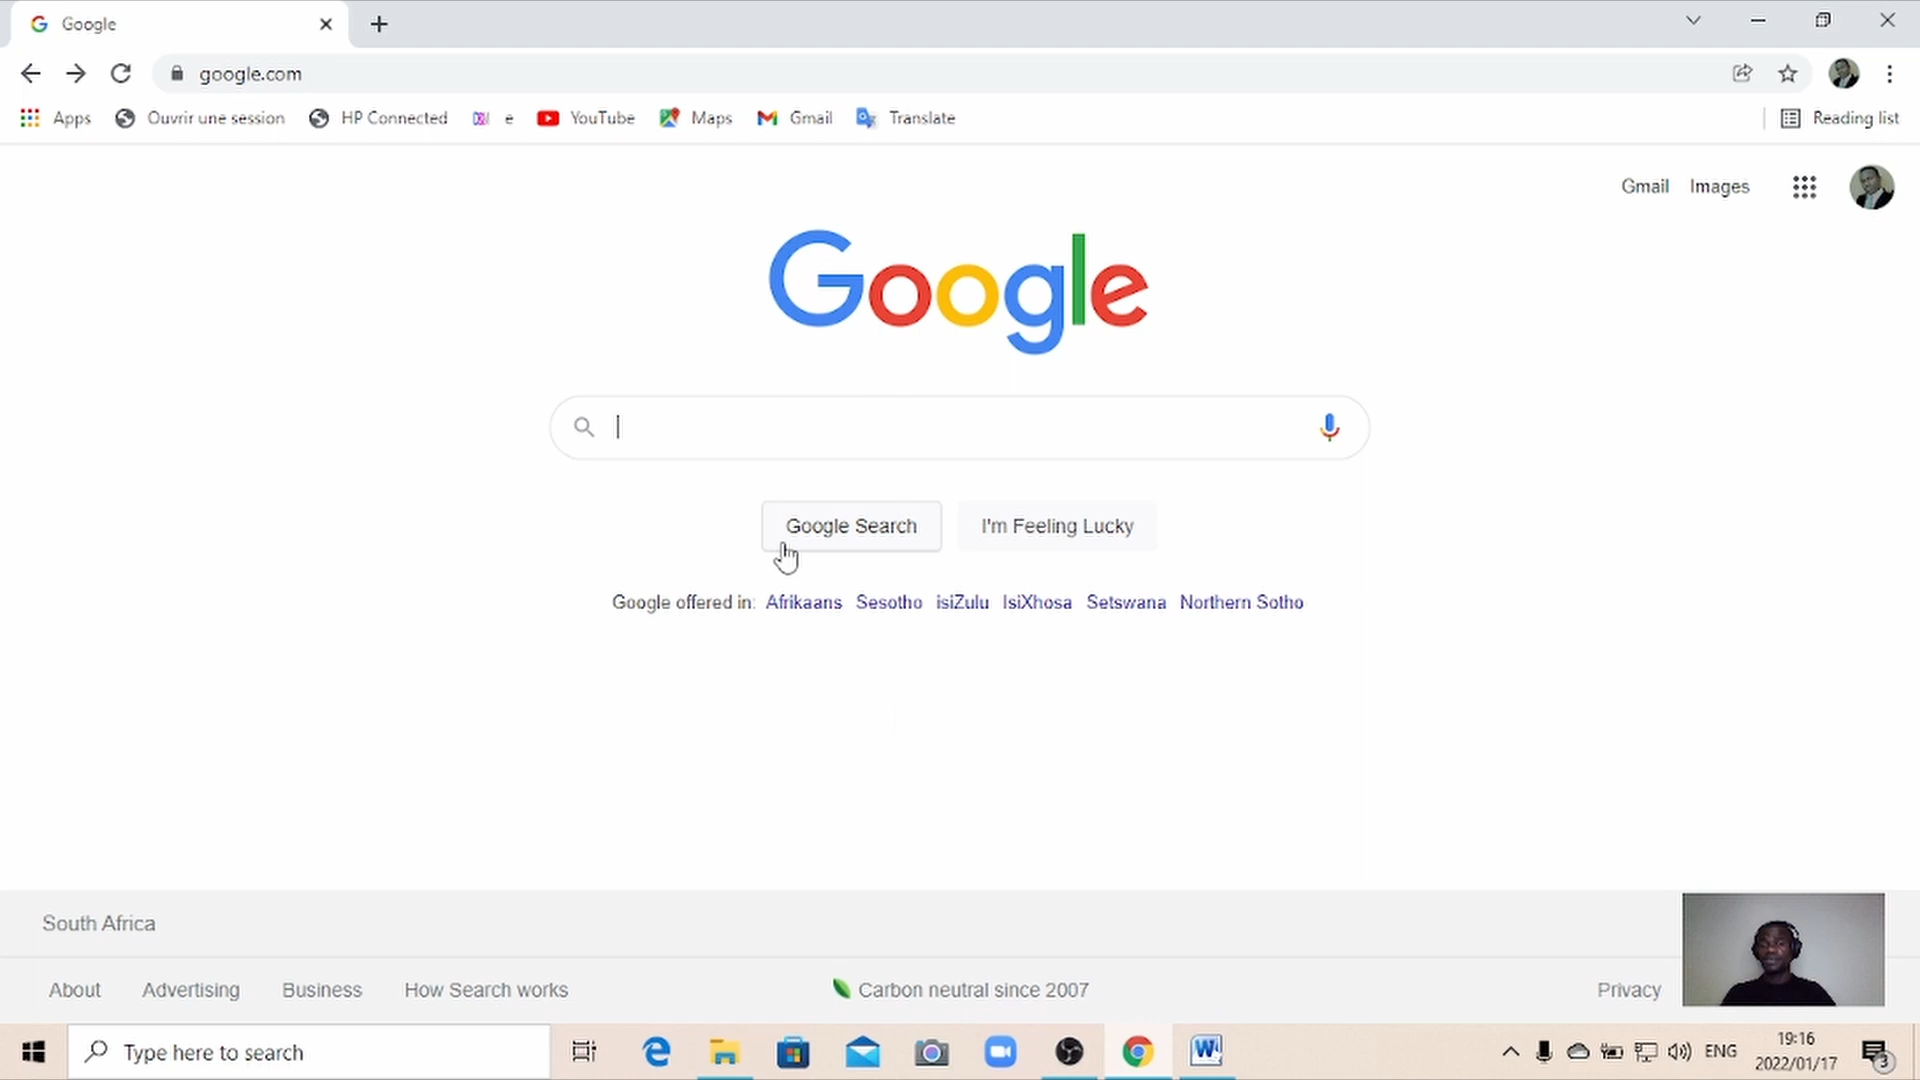 Google
google.com
Apps Ouvrir une session HP Connected e YouTube Maps Gmail Translate Reading list
Gmail Images
Google
Google Search I'm Feeling Lucky
Google offered in: Afrikaans Sesotho isiZulu IsiXhosa Setswana Northern Sotho
South Africa
About Advertising Business How Search works Carbon neutral since 2007 Privacy
Type here to search W ENG 19:16
2022/01/17 3